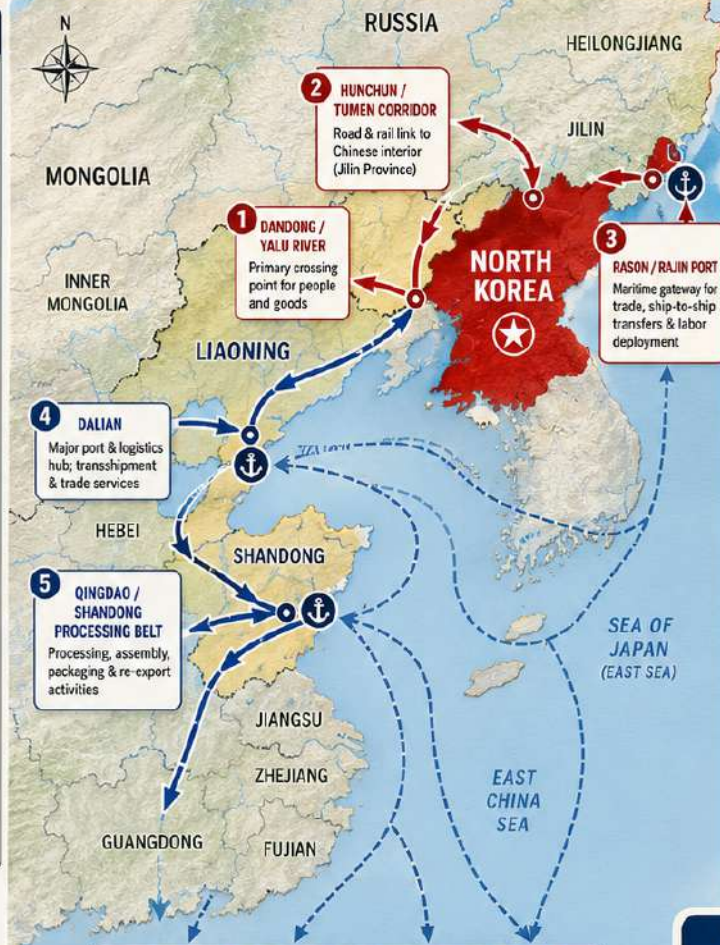 N
RUSSIA
HEILONGJIANG
2
HUNCHUN /
TUMEN CORRIDOR
Road & rail link to
Chinese interior
(Jilin Province)
JILIN
MONGOLIA
1
DANDONG /
YALU RIVER
Primary crossing
point for people
and goods
NORTH
KOREA
3
RASON / RAJIN PORT
Maritime gateway for
trade, ship-to-ship
transfers & labor
deployment
INNER
MONGOLIA
LIAONING
4
DALIAN
Major port & logistics
hub; transshipment
& trade services
HEBEI
SHANDONG
5
QINGDAO /
SHANDONG
PROCESSING BELT
Processing, assembly,
packaging & re-export
activities
SEA OF
JAPAN
(EAST SEA)
JIANGSU
ZHEJIANG
EAST
CHINA
SEA
GUANGDONG
FUJIAN